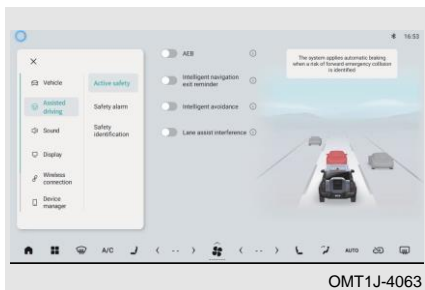 16:53
Vehicle
Assisted
driving
Sound
Display
Wireless
connection
Device
manager
Active safety
Safety alarm
Safety
identification
AEB
Intelligent navigation
exit reminder
Intelligent avoidance
Lane assist interference
The system applies automatic braking
when a risk of forward emergency collision
is identified
A/C
( -- )
( -- )
AUTO
OMT1J-4063